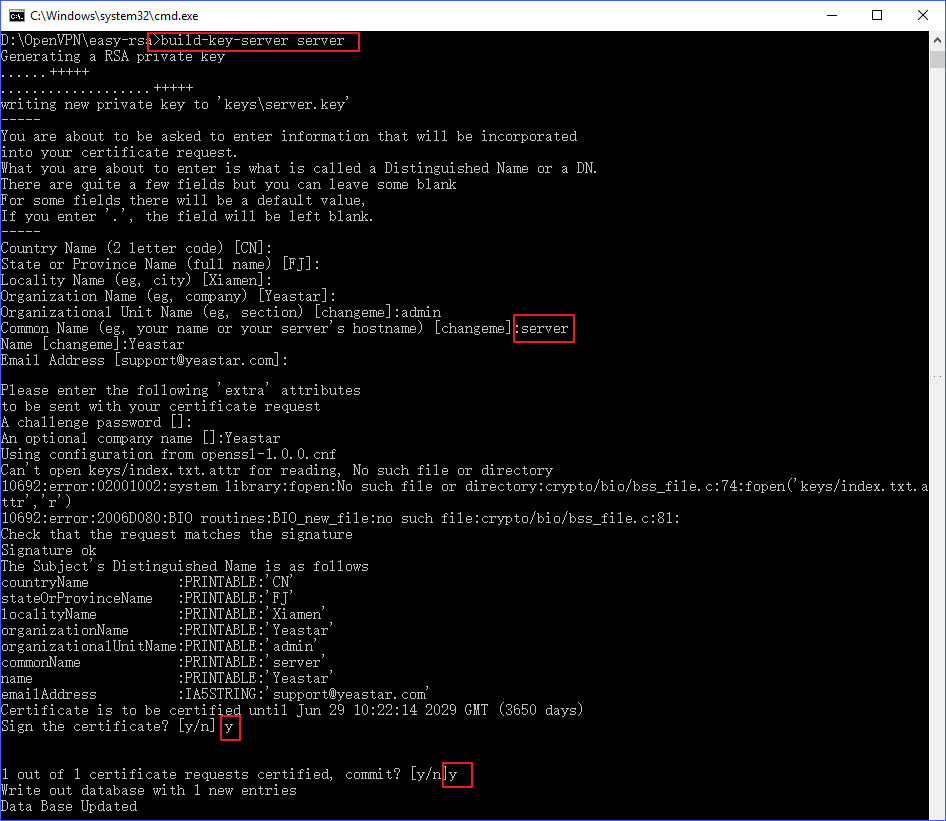 C:\Windows\system32\cmd.exe
D:\OpenVPN\easy-rsa>build-key-server server
Generating a RSA private key
......+++++
...................+++++
writing new private key to 'keys\server.key'
-----
You are about to be asked to enter information that will be incorporated
into your certificate request.
What you are about to enter is what is called a Distinguished Name or a DN.
There are quite a few fields but you can leave some blank
For some fields there will be a default value,
If you enter '.', the field will be left blank.
-----
Country Name (2 letter code) [CN]:
State or Province Name (full name) [FJ]:
Locality Name (eg, city) [Xiamen]:
Organization Name (eg, company) [Yeastar]:
Organizational Unit Name (eg, section) [changeme]:admin
Common Name (eg, your name or your server's hostname) [changeme]:server
Name [changeme]:Yeastar
Email Address [support@yeastar.com]:

Please enter the following 'extra' attributes
to be sent with your certificate request
A challenge password []:
An optional company name []:Yeastar
Using configuration from openssl-1.0.0.cnf
Can't open keys/index.txt.attr for reading, No such file or directory
10692:error:02001002:system library:fopen:No such file or directory:crypto/bio/bss_file.c:74:fopen('keys/index.txt.a
ttr','r')
10692:error:2006D080:BIO routines:BIO_new_file:no such file:crypto/bio/bss_file.c:81:
Check that the request matches the signature
Signature ok
The Subject's Distinguished Name is as follows
countryName           :PRINTABLE:'CN'
stateOrProvinceName   :PRINTABLE:'FJ'
localityName          :PRINTABLE:'Xiamen'
organizationName      :PRINTABLE:'Yeastar'
organizationalUnitName:PRINTABLE:'admin'
commonName            :PRINTABLE:'server'
name                  :PRINTABLE:'Yeastar'
emailAddress          :IA5STRING:'support@yeastar.com'
Certificate is to be certified until Jun 29 10:22:14 2029 GMT (3650 days)
Sign the certificate? [y/n] y

1 out of 1 certificate requests certified, commit? [y/n]y
Write out database with 1 new entries
Data Base Updated